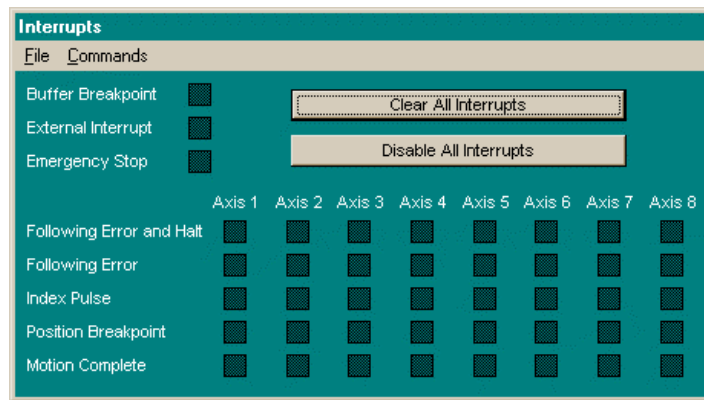 Interrupts
File Commands
Buffer Breakpoint
Clear All Interrupts
External Interrupt
Disable All Interrupts
Emergency Stop
Axis 1 Axis 2 Axis 3 Axis 4 Axis 5 Axis 6 Axis 7 Axis 8
Following Error and Halt
Following Error
Index Pulse
Position Breakpoint
Motion Complete